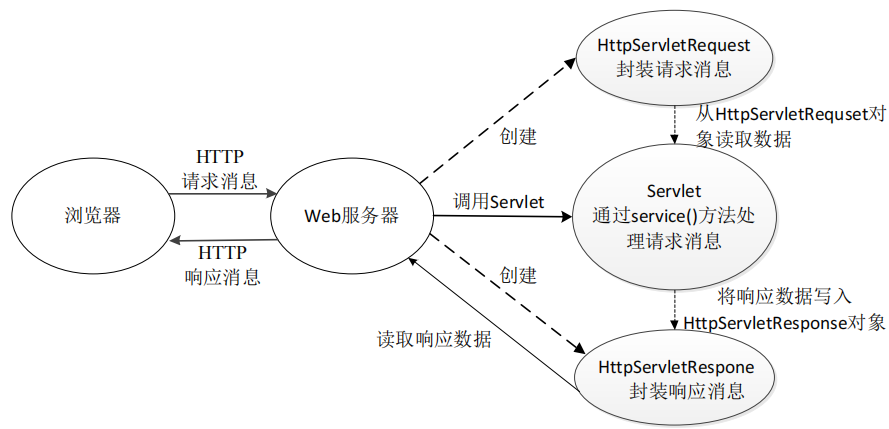 HttpServletRequest
封装请求消息
从HttpServletRequset对
象读取数据
创建
HTTP
请求消息
浏览器
Web服务器
调用Servlet
Servlet
通过service()方法处
理请求消息
HTTP
响应消息
创建
将响应数据写入
HttpServletResponse对象
读取响应数据
HttpServletRespone
封装响应消息